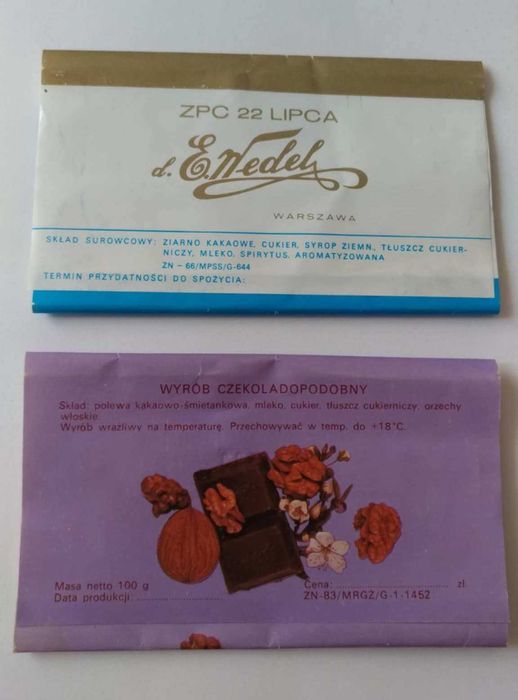 ZPC 22 LIPCA
d. E. Wedel
WARSZAWA
SKŁAD SUROWCOWY: ZIARNO KAKAOWE, CUKIER, SYROP ZIEMN., TŁUSZCZ CUKIER-
NICZY, MLEKO, SPIRYTUS, AROMATYZOWANA
ZN – 66/MPSS/G-644
TERMIN PRZYDATNOŚCI DO SPOŻYCIA:
WYRÓB CZEKOLADOPODOBNY
Skład: polewa kakaowo-śmietankowa, mleko, cukier, tłuszcz cukierniczy, orzechy
włoskie.
Wyrób wrażliwy na temperaturę. Przechowywać w temp. do +18°C.
Masa netto 100 g
Data produkcji: ........................
Cena: ................................ zł.
ZN-83/MRGŻ/G-1-1452